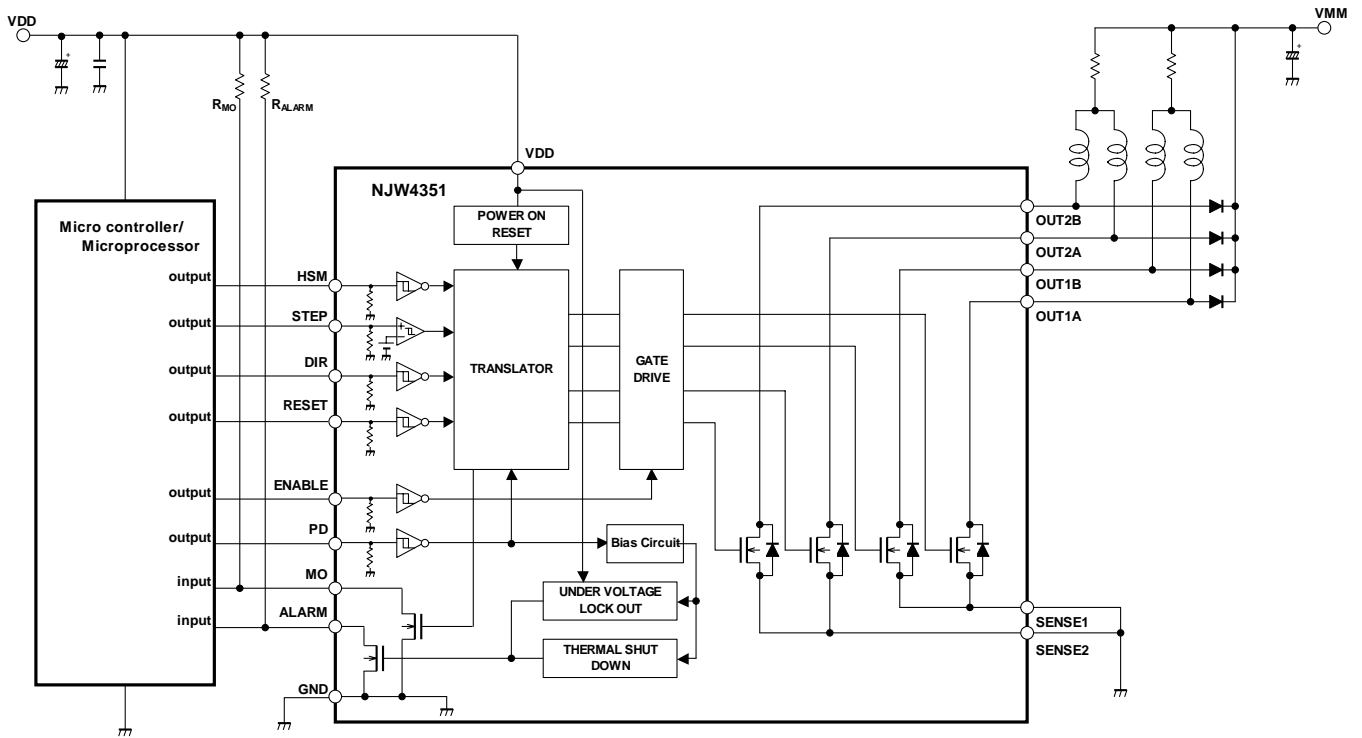 VDD
VMM
R_MO
R_ALARM
VDD
NJW4351
POWER ON
RESET
Micro controller/
Microprocessor
output
HSM
output
STEP
output
DIR
output
RESET
output
ENABLE
output
PD
input
MO
input
ALARM
GND
TRANSLATOR
GATE
DRIVE
Bias Circuit
UNDER VOLTAGE
LOCK OUT
THERMAL SHUT
DOWN
OUT2B
OUT2A
OUT1B
OUT1A
SENSE1
SENSE2
+
+
+